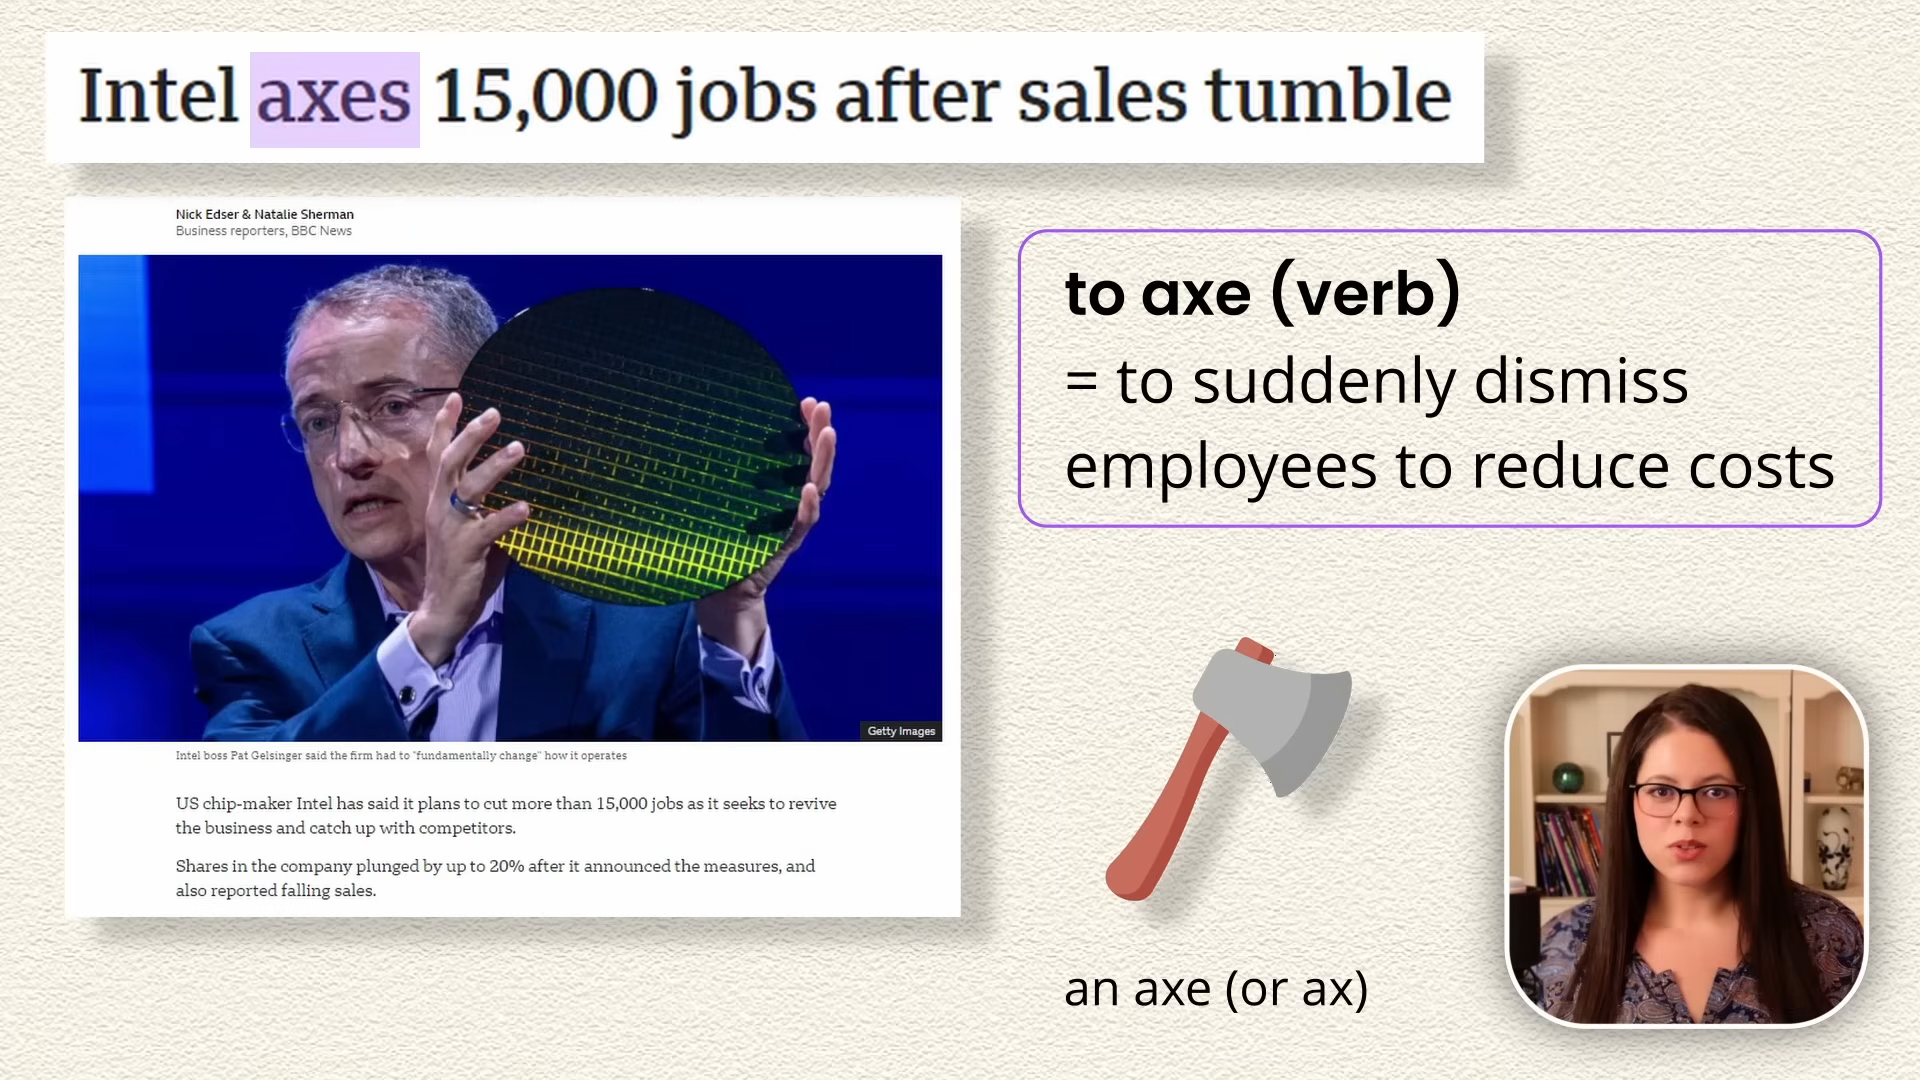 Intel axes 15,000 jobs after sales tumble
Nick Edser & Natalie Sherman
Business reporters, BBC News
Getty Images
Intel boss Pat Gelsinger said the firm had to "fundamentally change" how it operates
US chip-maker Intel has said it plans to cut more than 15,000 jobs as it seeks to revive
the business and catch up with competitors.
Shares in the company plunged by up to 20% after it announced the measures, and
also reported falling sales.
to axe (verb)
= to suddenly dismiss
employees to reduce costs
an axe (or ax)